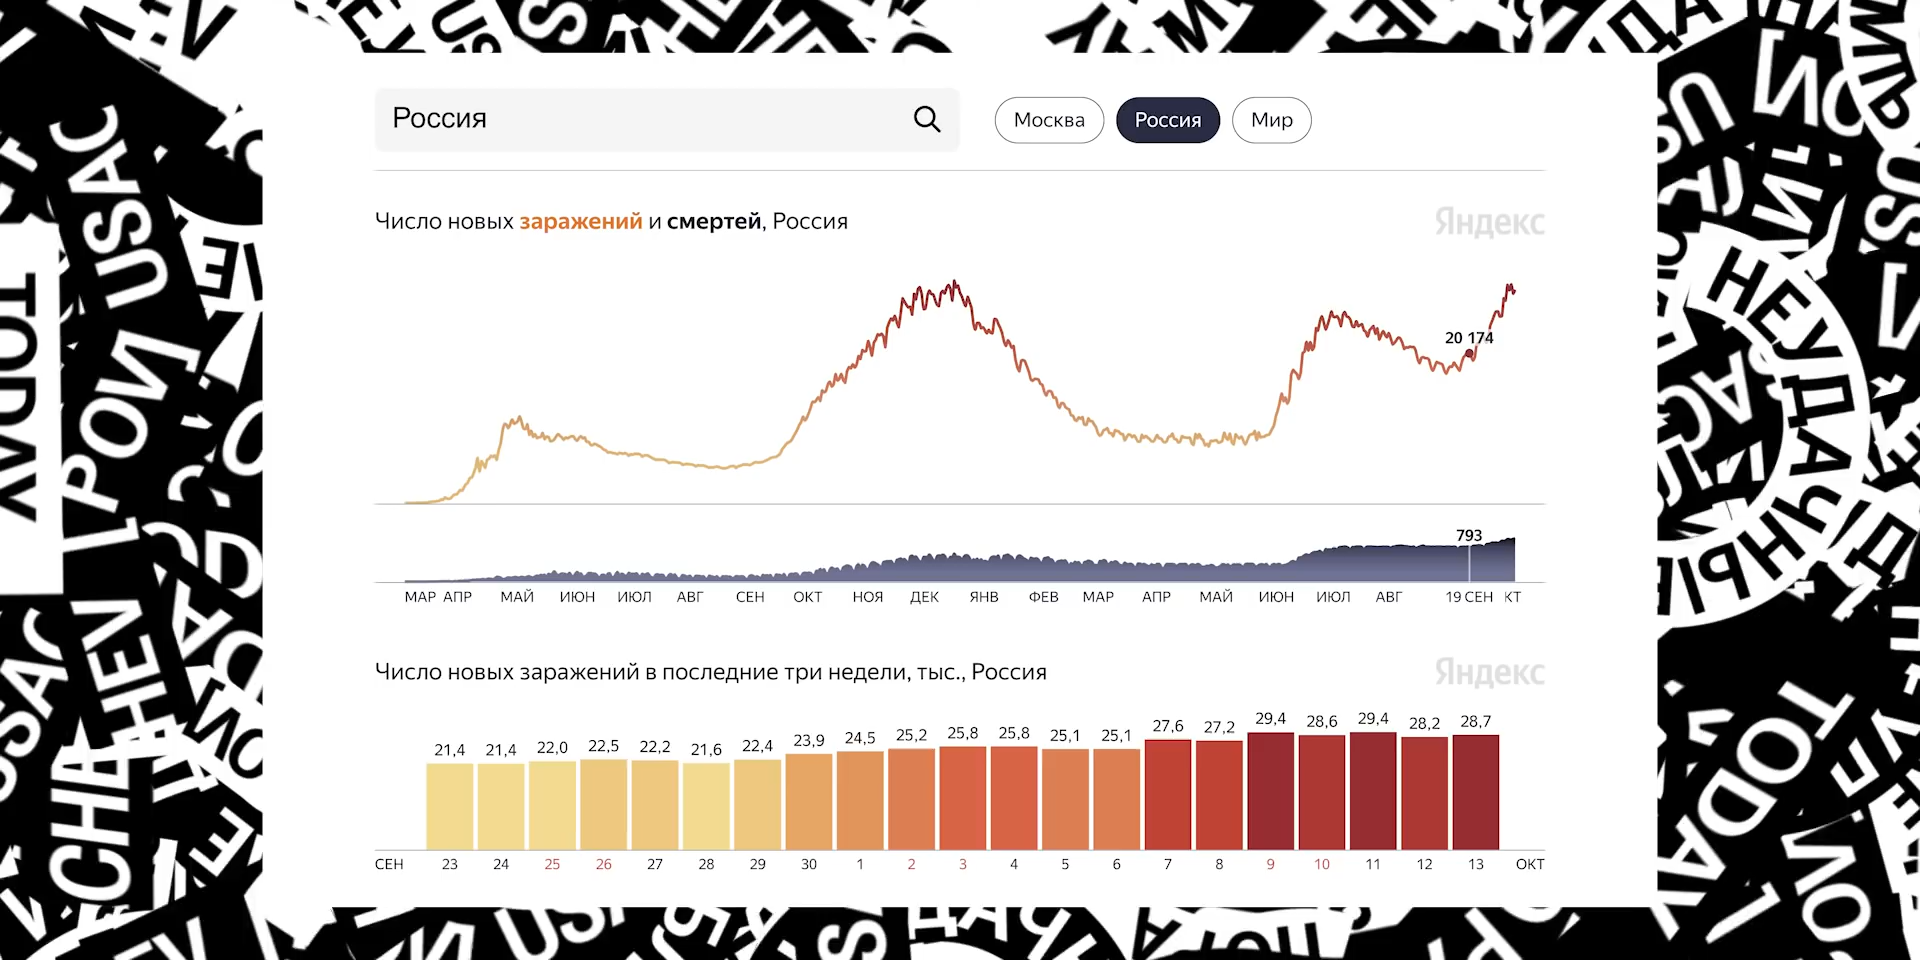 Россия
Москва Россия Мир
Число новых заражений и смертей, Россия
Яндекс
20 174
793
МАР АПР МАЙ ИЮН ИЮЛ АВГ СЕН ОКТ НОЯ ДЕК ЯНВ ФЕВ МАР АПР МАЙ ИЮН ИЮЛ АВГ 19 СЕН КТ
Число новых заражений в последние три недели, тыс., Россия
Яндекс
21,4 21,4 22,0 22,5 22,2 21,6 22,4 23,9 24,5 25,2 25,8 25,8 25,1 25,1 27,6 27,2 29,4 28,6 29,4 28,2 28,7
СЕН 23 24 25 26 27 28 29 30 1 2 3 4 5 6 7 8 9 10 11 12 13 ОКТ
USAC
TODAY
НЕУДАЧНЫ
TODAY